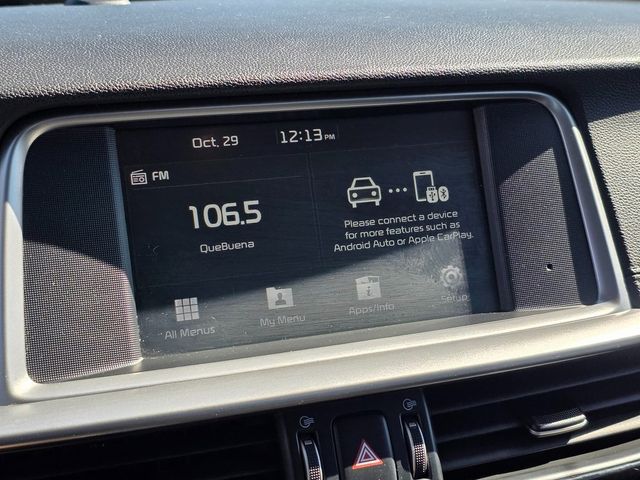 Oct. 29 12:13 PM
FM
106.5
QueBuena
Please connect a device
for more features such as
Android Auto or Apple CarPlay.
All Menus
My Menu
Apps/Info
Setup